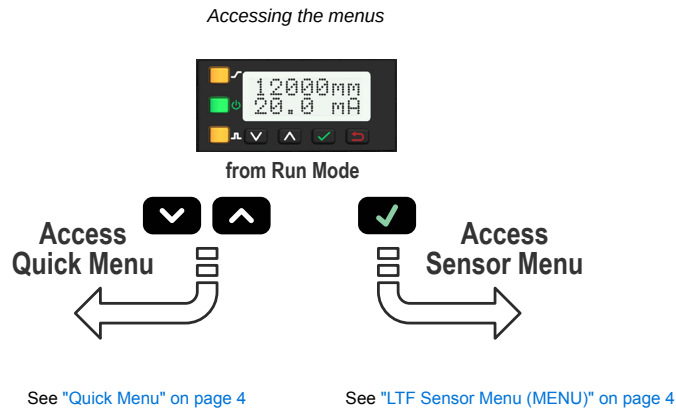 Accessing the menus
12000mm
20.0 mA
from Run Mode
Access
Quick Menu
Access
Sensor Menu
See "Quick Menu" on page 4
See "LTF Sensor Menu (MENU)" on page 4